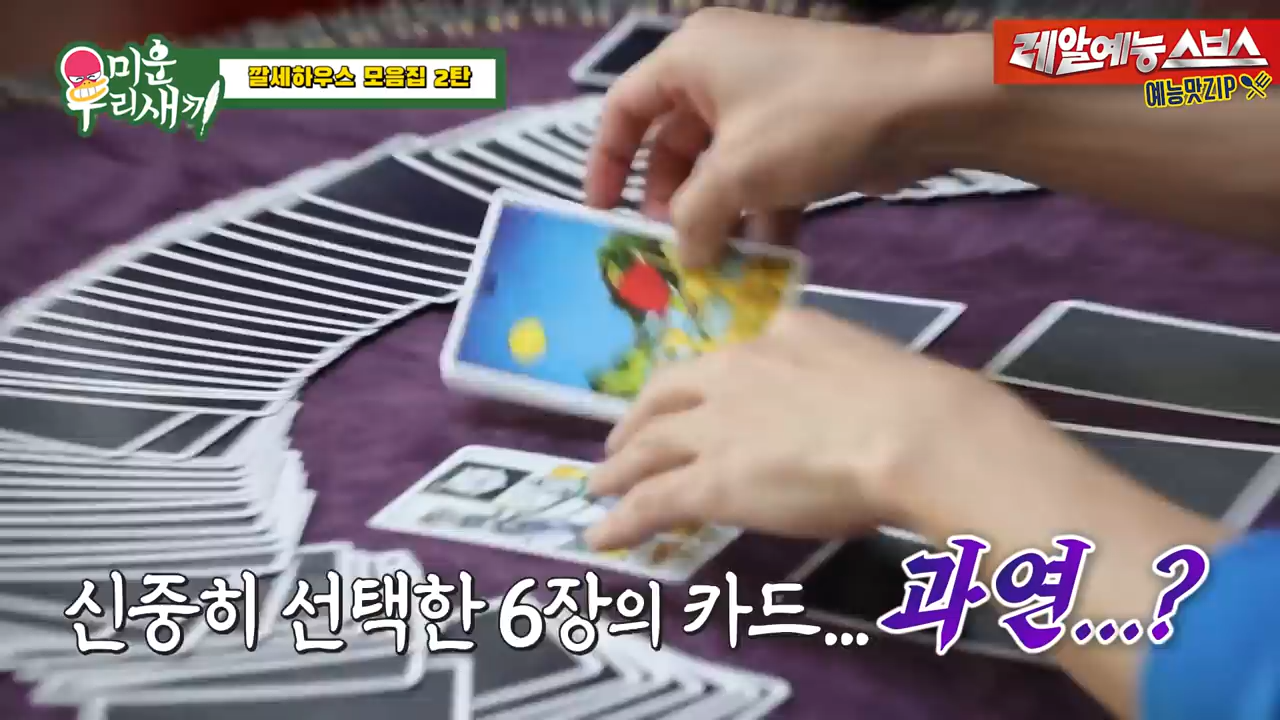 미운
우리새끼
깔세하우스 모음집 2탄
레알예능 스브스
예능맛ZIP
신중히 선택한 6장의 카드... 과연...?